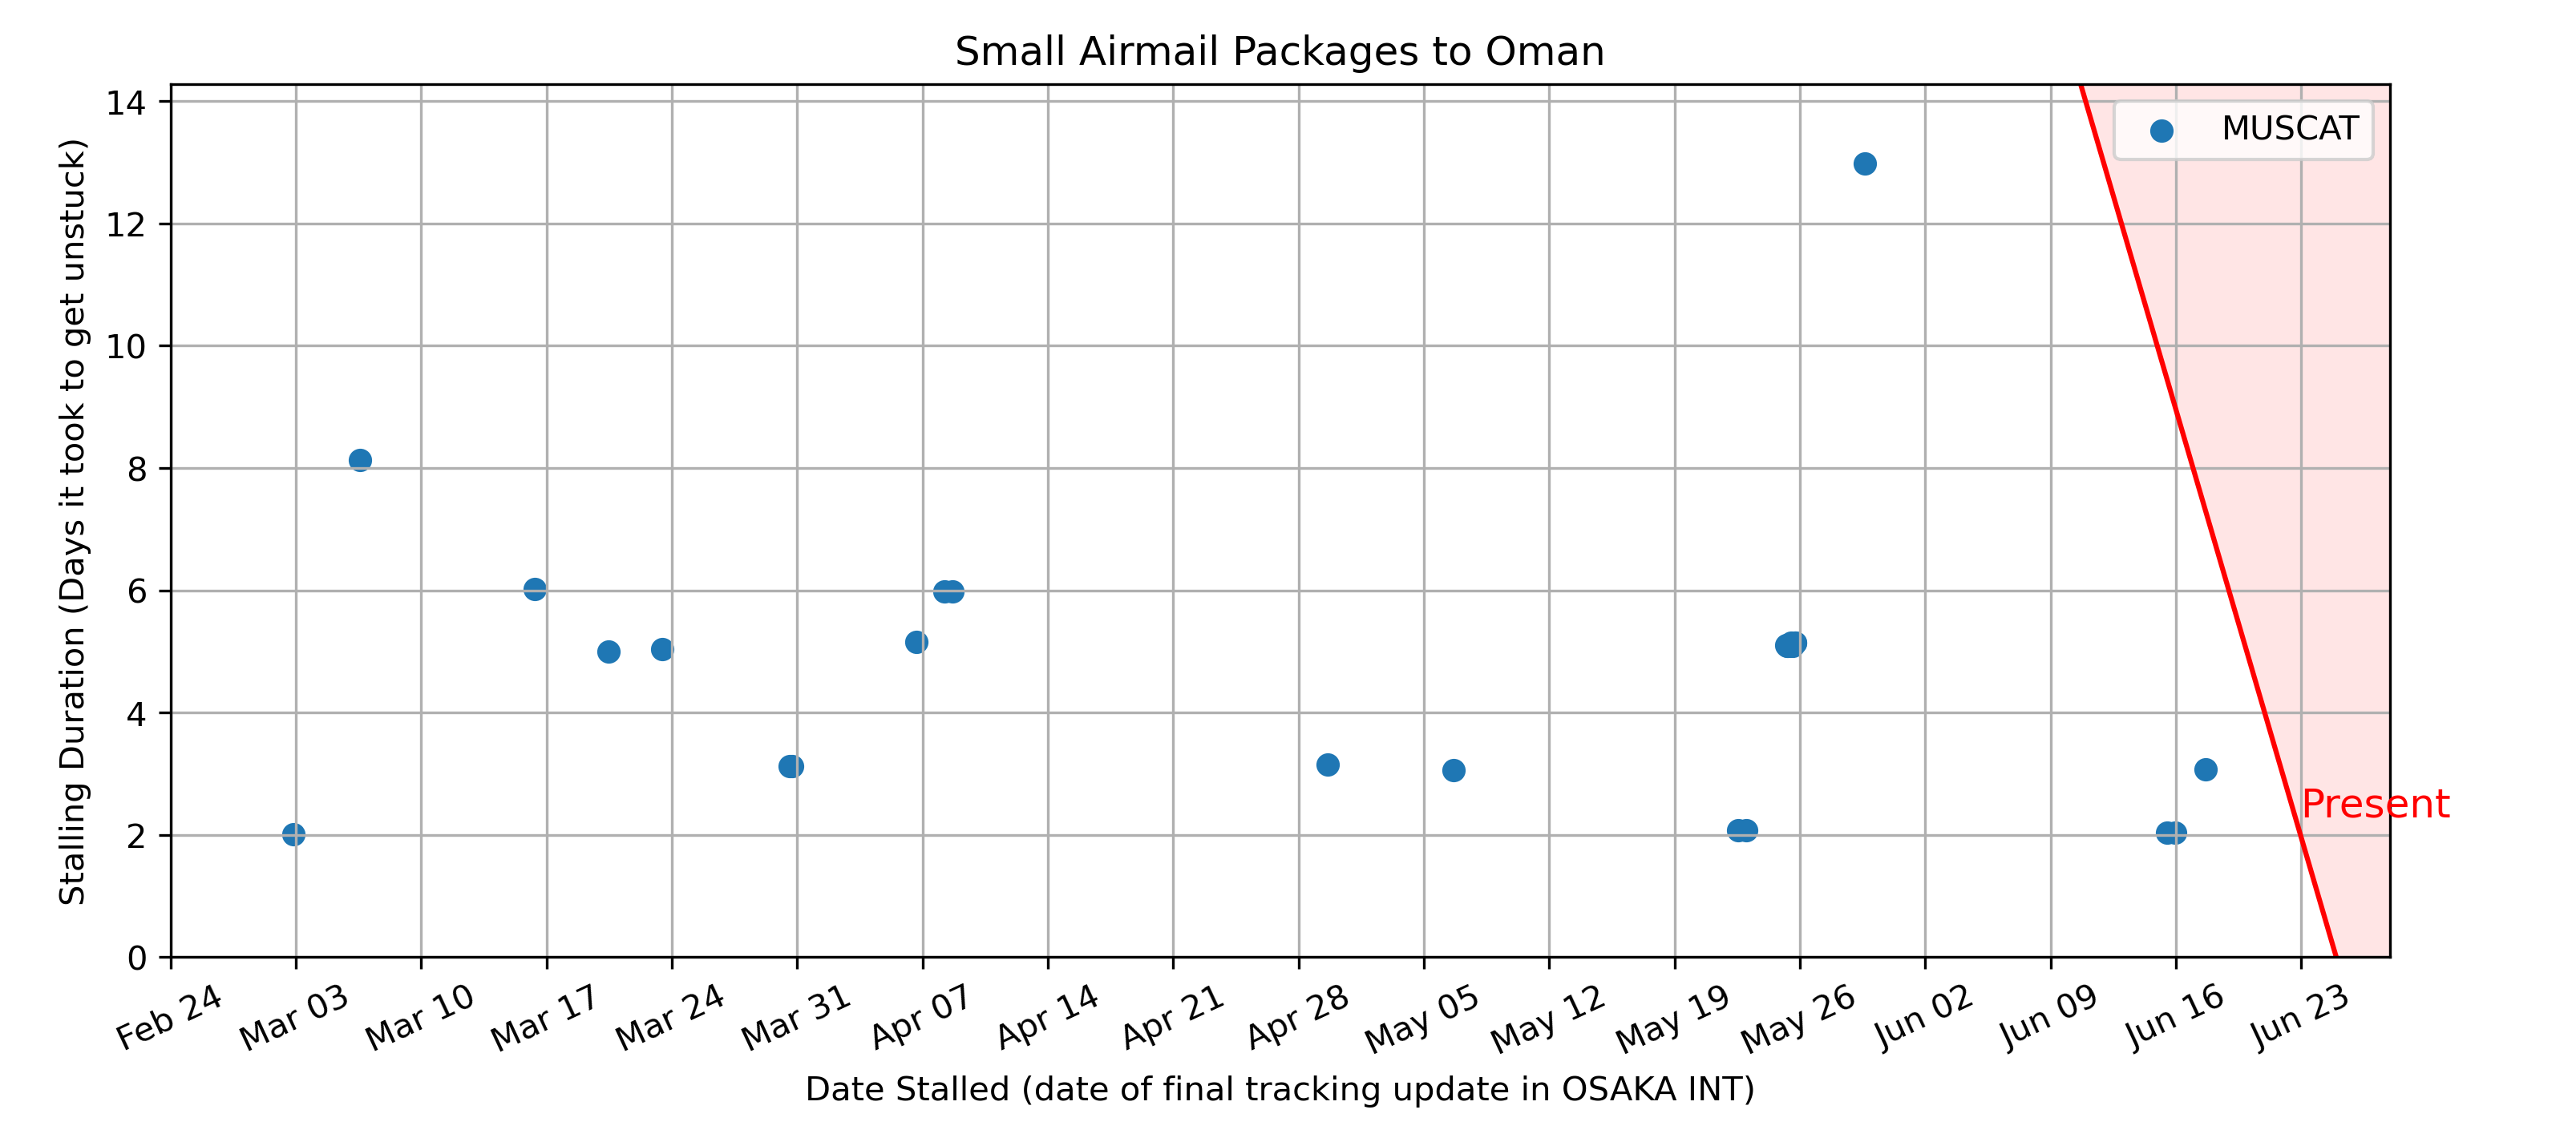 Small Airmail Packages to Oman
MUSCAT
Present
Stalling Duration (Days it took to get unstuck)
14
12
10
8
6
4
2
0
Feb 24
Mar 03
Mar 10
Mar 17
Mar 24
Mar 31
Apr 07
Apr 14
Apr 21
Apr 28
May 05
May 12
May 19
May 26
Jun 02
Jun 09
Jun 16
Jun 23
Date Stalled (date of final tracking update in OSAKA INT)